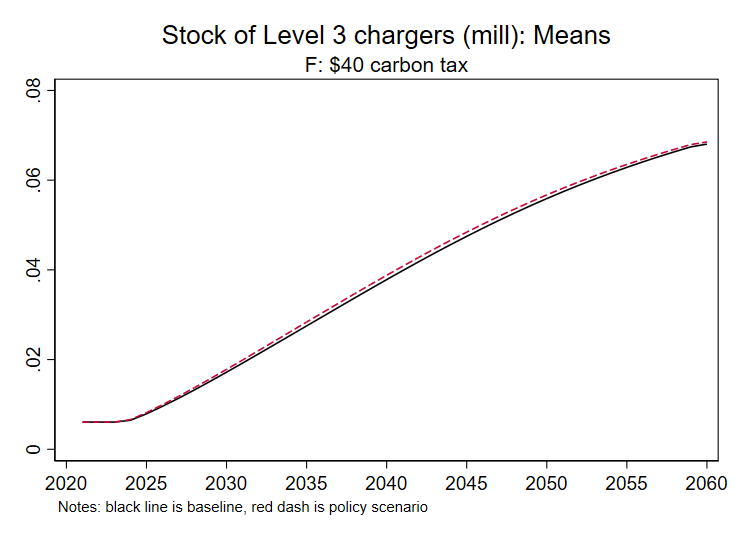 Stock of Level 3 chargers (mill): Means
F: $40 carbon tax
.08
.06
.04
.02
0
2020 2025 2030 2035 2040 2045 2050 2055 2060
Notes: black line is baseline, red dash is policy scenario